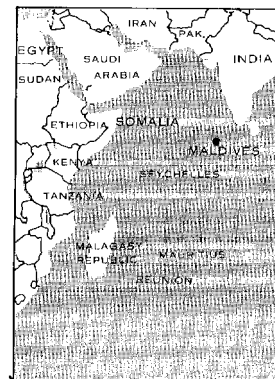 IRAN
PAK.
EGYPT
SAUDI
ARABIA
INDIA
SUDAN
ETHIOPIA
SOMALIA
MALDIVES
KENYA
SEYCHELLES
TANZANIA
MALAGASY
REPUBLIC
MAURITIUS
REUNION